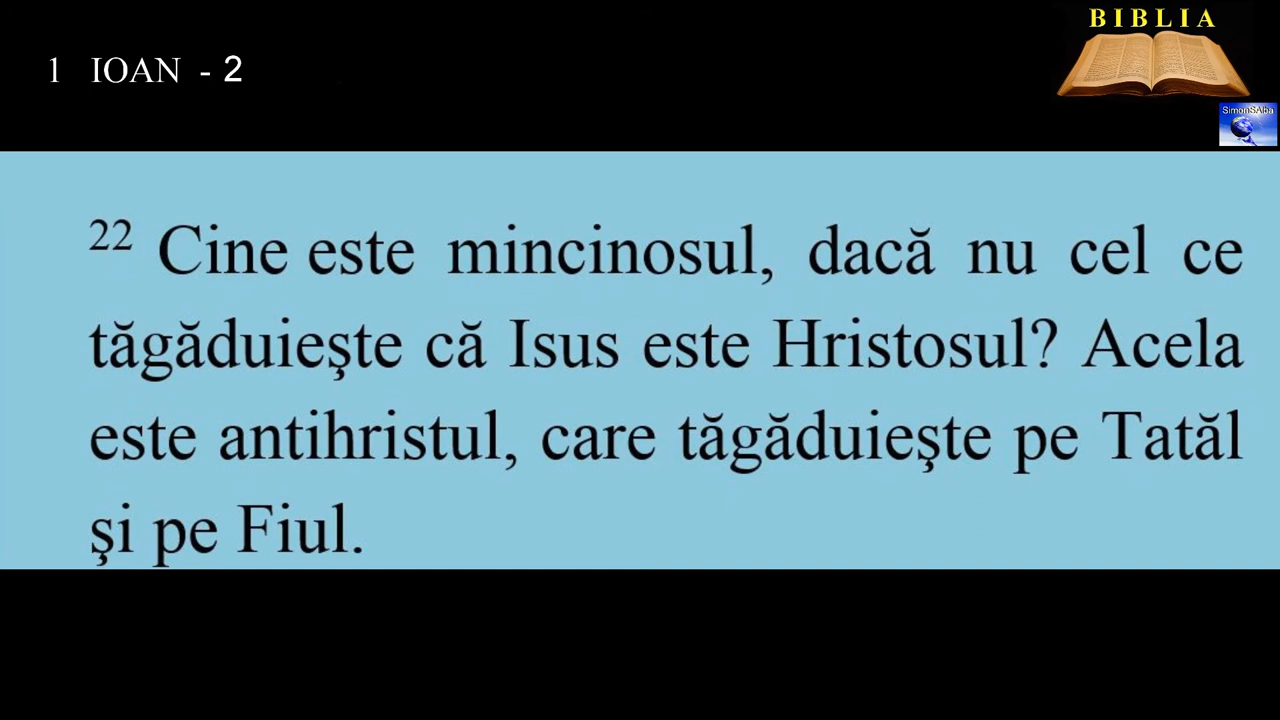 BIBLIA
1 IOAN - 2
SimonSAlba
22 Cine este mincinosul, dacă nu cel ce
tăgăduieşte că Isus este Hristosul? Acela
este antihristul, care tăgăduieşte pe Tatăl
şi pe Fiul.